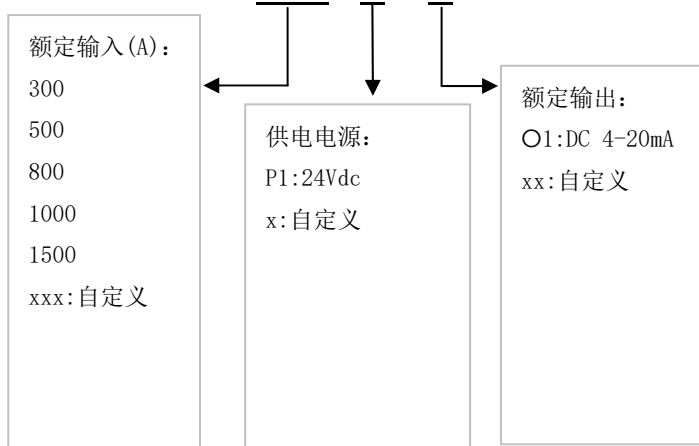 额定输入(A):
300
500
800
1000
1500
xxx:自定义
供电电源:
P1:24Vdc
x:自定义
额定输出:
O1:DC 4-20mA
xx:自定义